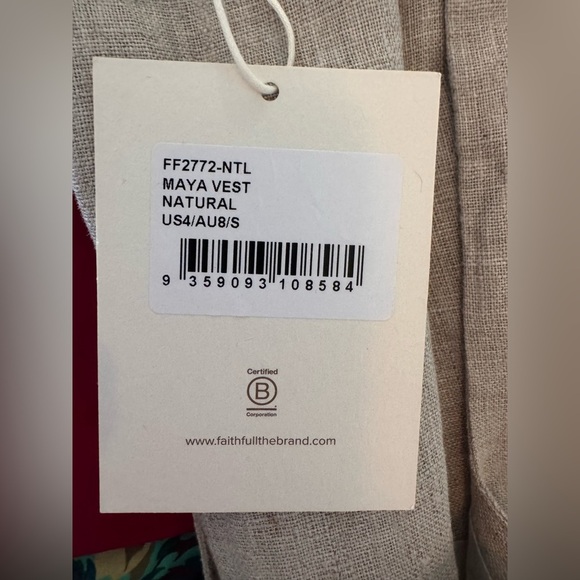 FF2772-NTL
MAYA VEST
NATURAL
US4/AU8/S
9 359093 108584
Certified
B
Corporation
www.faithfullthebrand.com